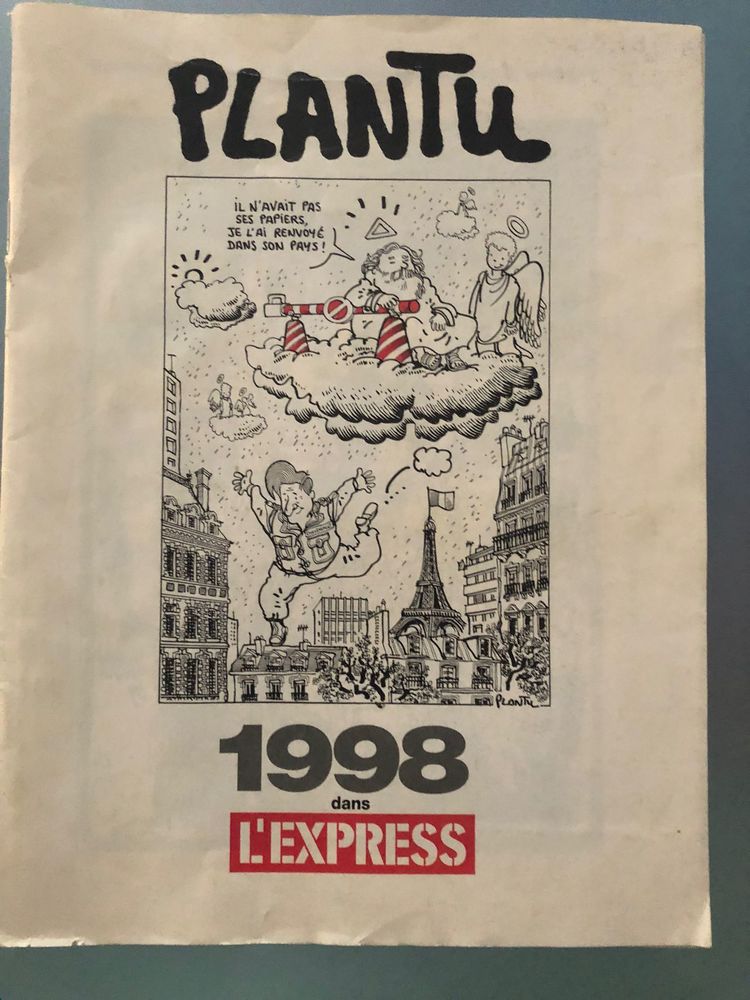 PLANTU
IL N'AVAIT PAS
SES PAPIERS,
JE L'AI RENVOYÉ
DANS SON PAYS !
PLANTU
1998
dans
L'EXPRESS